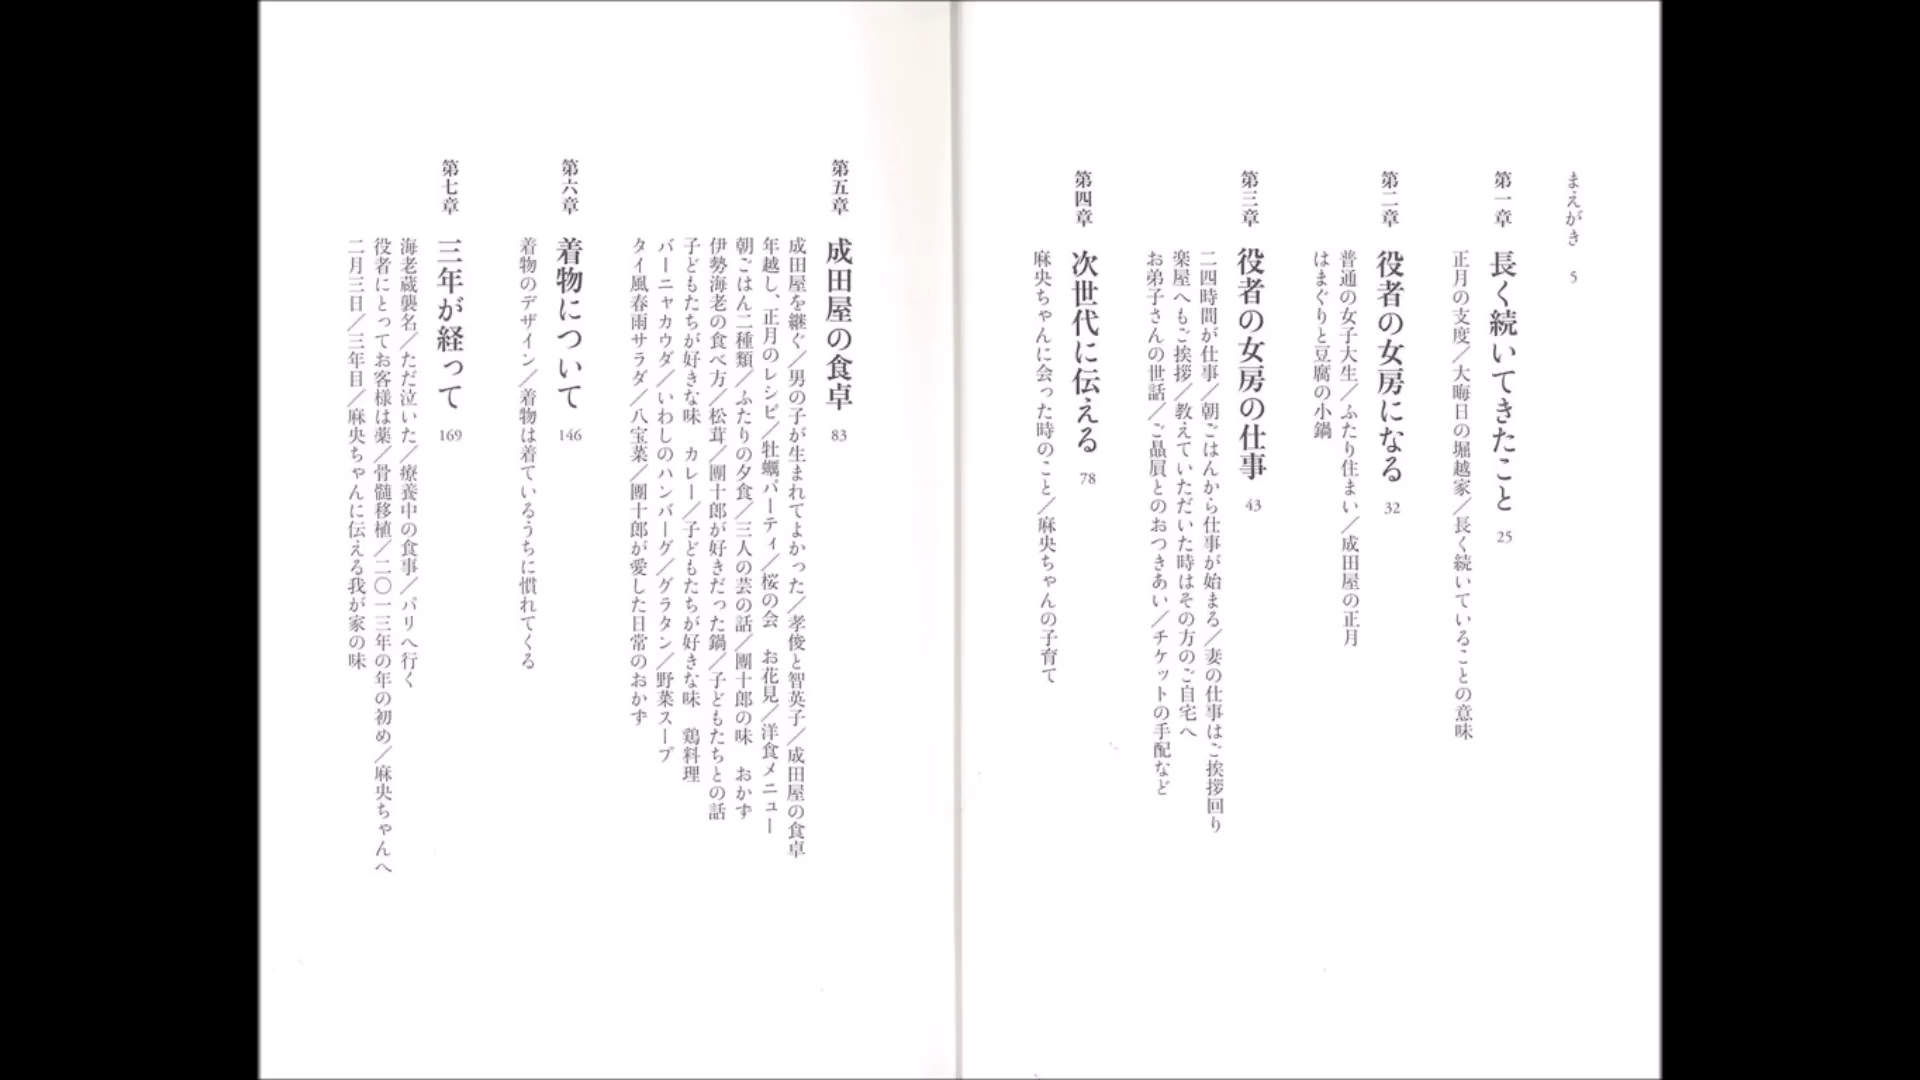 まえがき 5
第一章 長く続いてきたこと 25
正月の支度／大晦日の堀越家／長く続いていることの意味
第二章 役者の女房になる 32
普通の女子大生／ふたり住まい／成田屋の正月
はまぐりと豆腐の小鍋
第三章 役者の女房の仕事 43
二四時間が仕事／朝ごはんから仕事が始まる／妻の仕事はご挨拶回り
楽屋へもご挨拶／教えていただいた時はその方のご自宅へ
お弟子さんの世話／ご贔屓とのおつきあい／チケットの手配など
第四章 次世代に伝える 78
麻央ちゃんに会った時のこと／麻央ちゃんの子育て
第五章 成田屋の食卓 83
成田屋を継ぐ／男の子が生まれてよかった／孝俊と智英子／成田屋の食卓
年越し、正月のレシピ／牡蠣パーティ／桜の会 お花見／洋食メニュー
朝ごはん二種類／ふたりの夕食／三人の芸の話／團十郎の味 おかず
伊勢海老の食べ方／松茸／團十郎が好きだった鍋／子どもたちとの話
子どもたちが好きな味 カレー／子どもたちが好きな味 鶏料理
バーニャカウダ／いわしのハンバーグ／グラタン／野菜スープ
タイ風春雨サラダ／八宝菜／團十郎が愛した日常のおかず
第六章 着物について 146
着物のデザイン／着物は着ているうちに慣れてくる
第七章 三年が経って 169
海老蔵襲名／ただ泣いた／療養中の食事／パリへ行く
役者にとってお客様は薬／骨髄移植／二〇一三年の年の初め／麻央ちゃんへ
二月三日／三年目／麻央ちゃんに伝える我が家の味